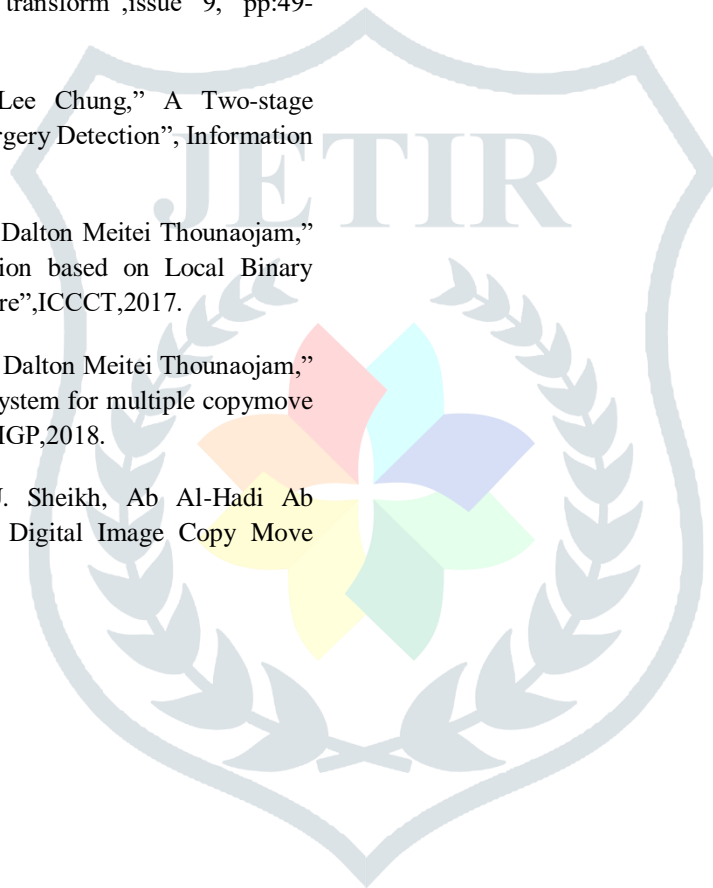 transform ,issue 9, pp:49-
Lee Chung,” A Two-stage
rgery Detection”, Information
Dalton Meitei Thounaojam,”
ion based on Local Binary
re”,ICCCT,2017.
Dalton Meitei Thounaojam,”
ystem for multiple copymove
IGP,2018.
J. Sheikh, Ab Al-Hadi Ab
Digital Image Copy Move
JETIR